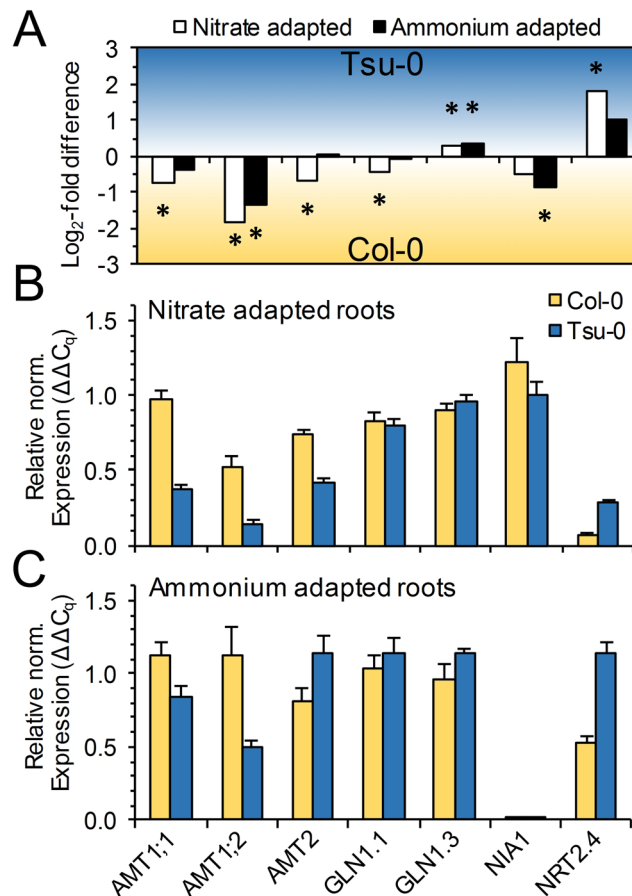 A
Nitrate adapted
Ammonium adapted
Log₂-fold difference
3
2
1
0
-1
-2
-3
Tsu-0
Col-0
*
*
*
*
*
*
*
*
*
B
Nitrate adapted roots
Col-0
Tsu-0
Relative norm.
Expression (ΔΔCq)
1.5
1.0
0.5
0.0
C
Ammonium adapted roots
Relative norm.
Expression (ΔΔCq)
1.5
1.0
0.5
0.0
AMT1;1
AMT1;2
AMT2
GLN1.1
GLN1.3
NIA1
NRT2.4